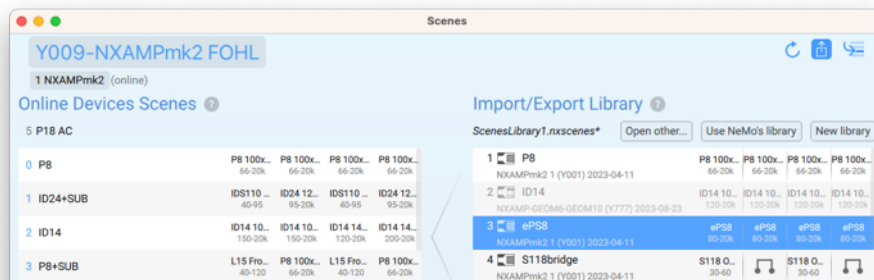 Scenes
Y009-NXAMPmk2 FOHL
1 NXAMPmk2 (online)
Online Devices Scenes ?
5 P18 AC
0 P8 P8 100x... P8 100x... P8 100x... P8 100x...
66-20k 66-20k 66-20k 66-20k
1 ID24+SUB IDS110 ... ID24 12... IDS110 ... ID24 12...
40-95 95-20k 40-95 95-20k
2 ID14 ID14 10... ID14 10... ID14 14... ID14 14...
150-20k 150-20k 120-20k 200-20k
3 P8+SUB L15 Fro... P8 100x... L15 Fro... P8 100x...
40-120 66-20k 40-120 66-20k
Import/Export Library ?
ScenesLibrary1.nxscenes* Open other... Use NeMo's library New library
1 P8 P8 100x... P8 100x... P8 100x... P8 100x...
NXAMPmk2 1 (Y001) 2023-04-11 66-20k 66-20k 66-20k 66-20k
2 ID14 ID14 10... ID14 10... ID14 10... ID14 10...
NXAMP-GEOM6-GEOM10 (Y777) 2023-08-23 120-20k 120-20k 120-20k 120-20k
3 ePS8 ePS8 ePS8 ePS8 ePS8
NXAMPmk2 1 (Y001) 2023-04-11 80-20k 80-20k 80-20k 80-20k
4 S118bridge S118 O... S118 O...
NXAMPmk2 1 (Y001) 2023-04-11 30-60 30-60